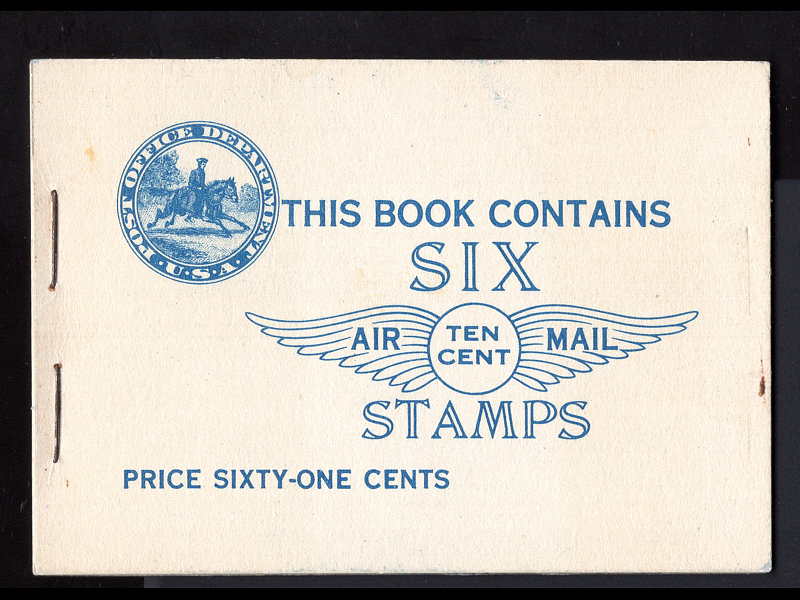 POST OFFICE DEPARTMENT
·U·S·A·
THIS BOOK CONTAINS
SIX
AIR TEN CENT MAIL
STAMPS
PRICE SIXTY-ONE CENTS